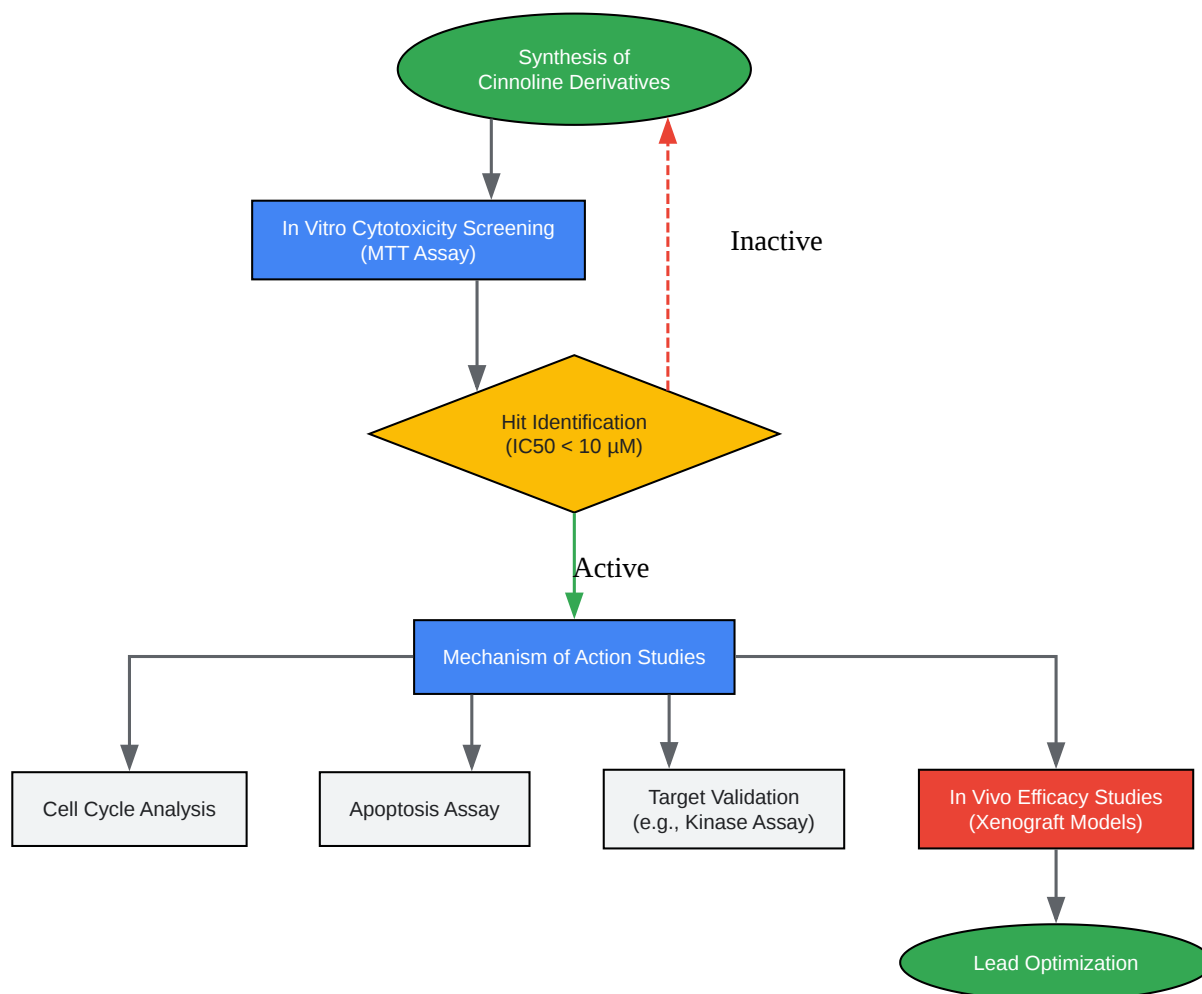 Synthesis of
Cinnoline Derivatives
In Vitro Cytotoxicity Screening
(MTT Assay)
Inactive
Hit Identification
(IC50 < 10 µM)
Active
Mechanism of Action Studies
Cell Cycle Analysis
Apoptosis Assay
Target Validation
(e.g., Kinase Assay)
In Vivo Efficacy Studies
(Xenograft Models)
Lead Optimization